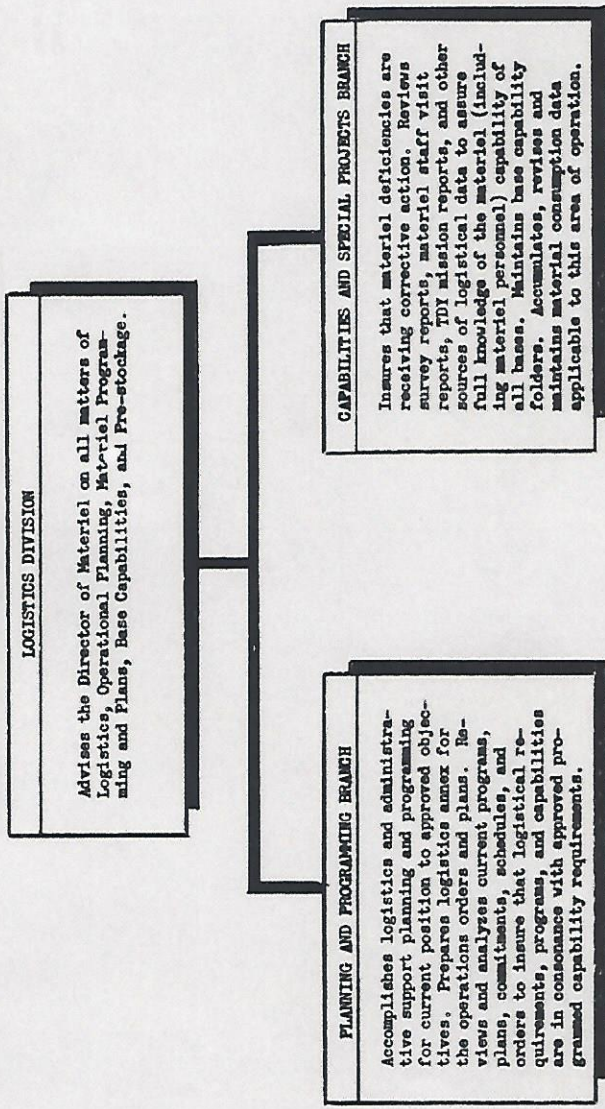 LOGISTICS DIVISION
Advises the Director of Materiel on all matters of
Logistics, Operational Planning, Materiel Program-
ming and Plans, Base Capabilities, and Pre-stockage.
PLANNING AND PROGRAMMING BRANCH
Accomplishes logistics and administra-
tive support planning and programming
for current position to approved objec-
tives. Prepares logistics annex for
the operations orders and plans. Re-
views and analyzes current programs,
plans, commitments, schedules, and
orders to insure that logistical re-
quirements, programs, and capabilities
are in consonance with approved pro-
grammed capability requirements.
CAPABILITIES AND SPECIAL PROJECTS BRANCH
Insures that materiel deficiencies are
receiving corrective action. Reviews
survey reports, materiel staff visit
reports, TDY mission reports, and other
sources of logistical data to assure
full knowledge of the materiel (includ-
ing materiel personnel) capability of
all bases. Maintains base capability
folders. Accumulates, revises and
maintains material consumption data
applicable to this area of operation.